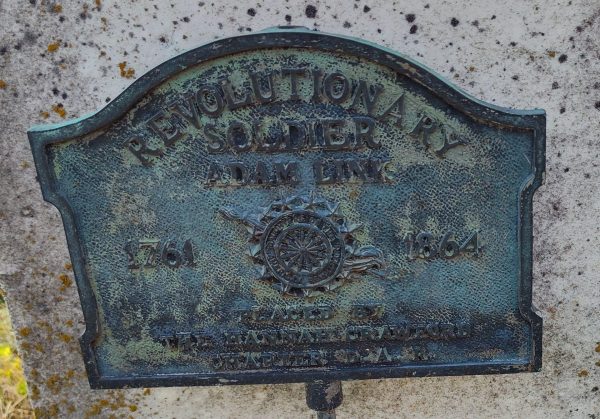 REVOLUTIONARY
SOLDIER
ADAM LINK
1761 1864
PLACED BY
THE HANNAH CRAWFORD
CHAPTER D. A. R.